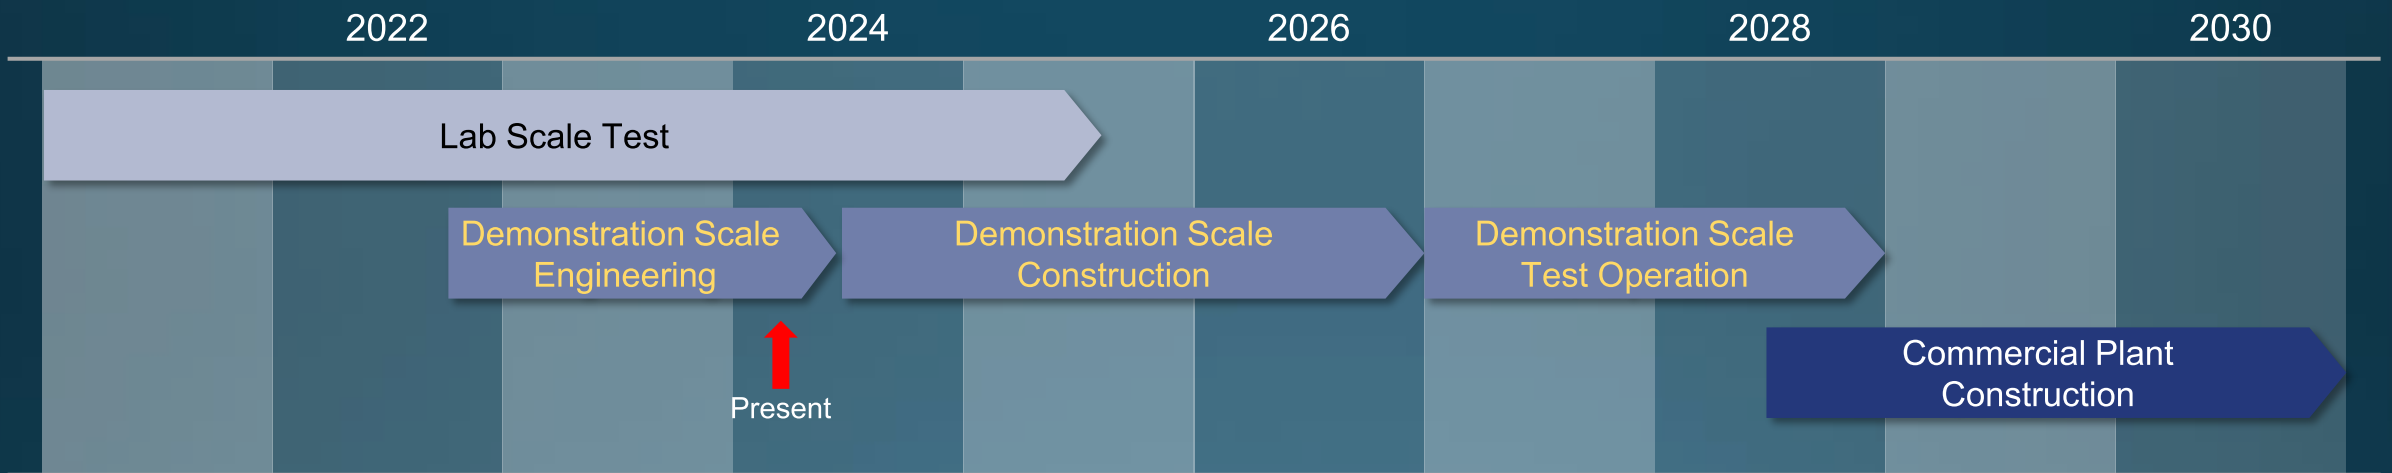 2022 2024 2026 2028 2030
Lab Scale Test
Demonstration Scale
Engineering
Demonstration Scale
Construction
Demonstration Scale
Test Operation
Present
Commercial Plant
Construction